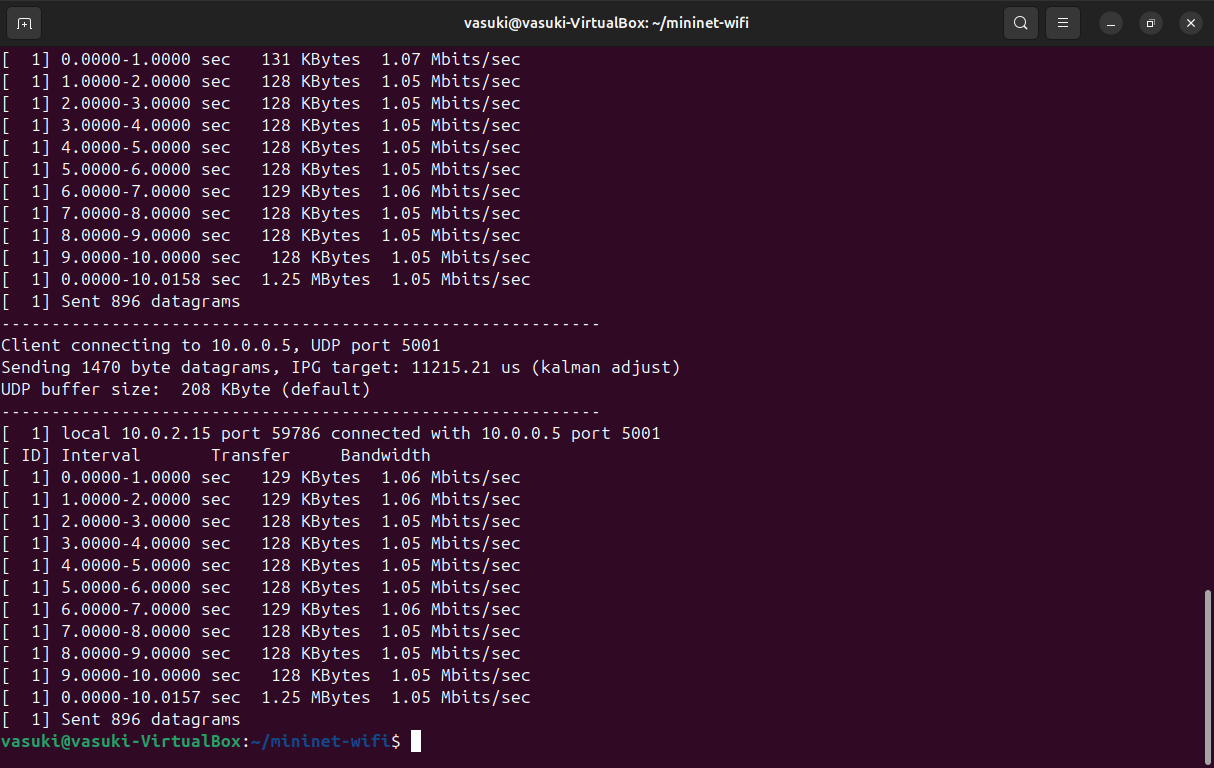 vasuki@vasuki-VirtualBox: ~/mininet-wifi
[  1] 0.0000-1.0000 sec   131 KBytes  1.07 Mbits/sec
[  1] 1.0000-2.0000 sec   128 KBytes  1.05 Mbits/sec
[  1] 2.0000-3.0000 sec   128 KBytes  1.05 Mbits/sec
[  1] 3.0000-4.0000 sec   128 KBytes  1.05 Mbits/sec
[  1] 4.0000-5.0000 sec   128 KBytes  1.05 Mbits/sec
[  1] 5.0000-6.0000 sec   128 KBytes  1.05 Mbits/sec
[  1] 6.0000-7.0000 sec   129 KBytes  1.06 Mbits/sec
[  1] 7.0000-8.0000 sec   128 KBytes  1.05 Mbits/sec
[  1] 8.0000-9.0000 sec   128 KBytes  1.05 Mbits/sec
[  1] 9.0000-10.0000 sec   128 KBytes  1.05 Mbits/sec
[  1] 0.0000-10.0158 sec  1.25 MBytes  1.05 Mbits/sec
[  1] Sent 896 datagrams
------------------------------------------------------------
Client connecting to 10.0.0.5, UDP port 5001
Sending 1470 byte datagrams, IPG target: 11215.21 us (kalman adjust)
UDP buffer size:  208 KByte (default)
------------------------------------------------------------
[  1] local 10.0.2.15 port 59786 connected with 10.0.0.5 port 5001
[ ID] Interval       Transfer     Bandwidth
[  1] 0.0000-1.0000 sec   129 KBytes  1.06 Mbits/sec
[  1] 1.0000-2.0000 sec   129 KBytes  1.06 Mbits/sec
[  1] 2.0000-3.0000 sec   128 KBytes  1.05 Mbits/sec
[  1] 3.0000-4.0000 sec   128 KBytes  1.05 Mbits/sec
[  1] 4.0000-5.0000 sec   128 KBytes  1.05 Mbits/sec
[  1] 5.0000-6.0000 sec   128 KBytes  1.05 Mbits/sec
[  1] 6.0000-7.0000 sec   129 KBytes  1.06 Mbits/sec
[  1] 7.0000-8.0000 sec   128 KBytes  1.05 Mbits/sec
[  1] 8.0000-9.0000 sec   128 KBytes  1.05 Mbits/sec
[  1] 9.0000-10.0000 sec   128 KBytes  1.05 Mbits/sec
[  1] 0.0000-10.0157 sec  1.25 MBytes  1.05 Mbits/sec
[  1] Sent 896 datagrams
vasuki@vasuki-VirtualBox:~/mininet-wifi$